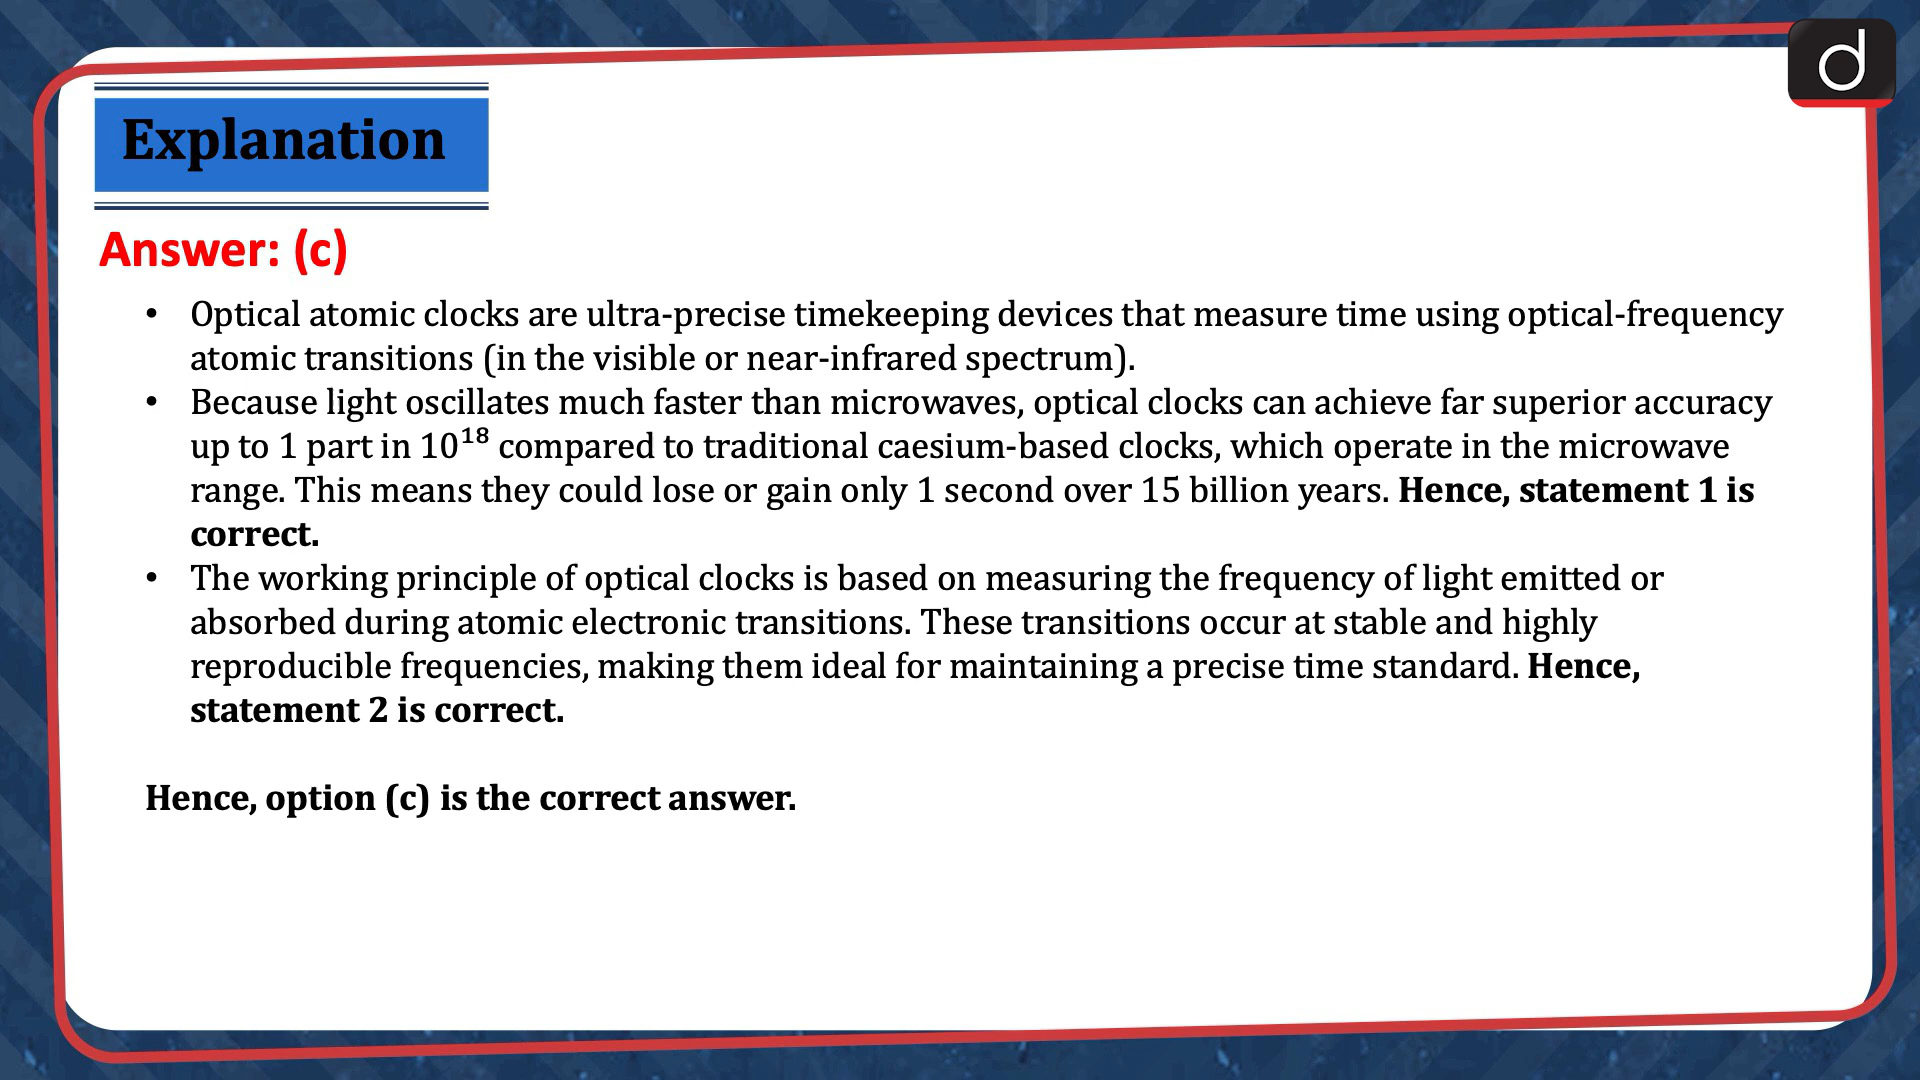 d
Explanation
Answer: (c)
• Optical atomic clocks are ultra-precise timekeeping devices that measure time using optical-frequency
atomic transitions (in the visible or near-infrared spectrum).
• Because light oscillates much faster than microwaves, optical clocks can achieve far superior accuracy
up to 1 part in 10¹⁸ compared to traditional caesium-based clocks, which operate in the microwave
range. This means they could lose or gain only 1 second over 15 billion years. Hence, statement 1 is
correct.
• The working principle of optical clocks is based on measuring the frequency of light emitted or
absorbed during atomic electronic transitions. These transitions occur at stable and highly
reproducible frequencies, making them ideal for maintaining a precise time standard. Hence,
statement 2 is correct.
Hence, option (c) is the correct answer.